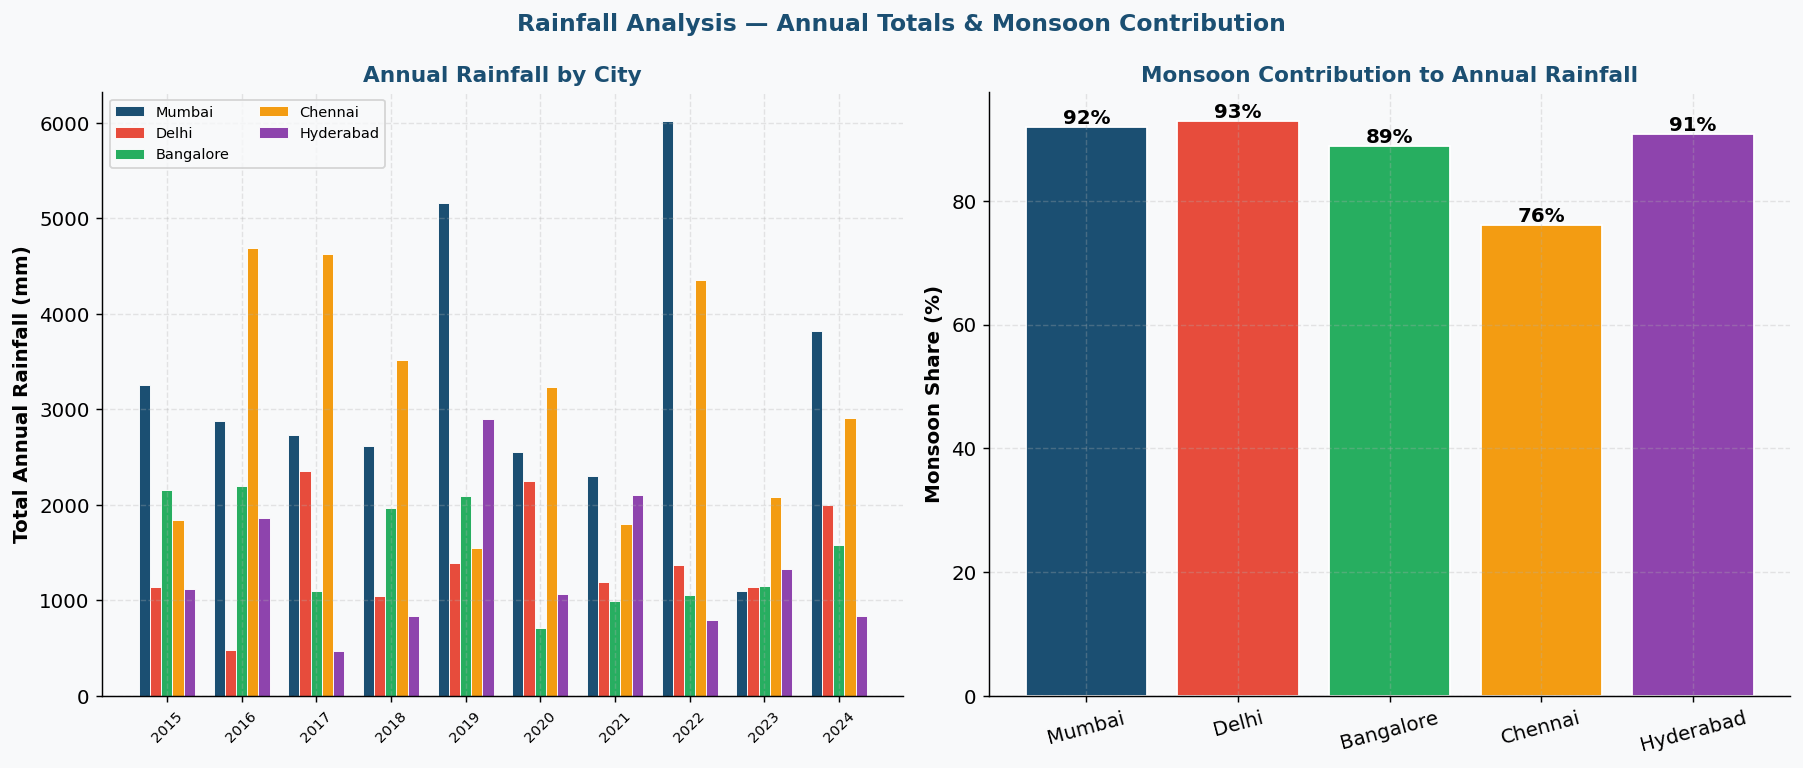 Rainfall Analysis — Annual Totals & Monsoon Contribution
Annual Rainfall by City
Mumbai
Delhi
Bangalore
Chennai
Hyderabad
Total Annual Rainfall (mm)
6000
5000
4000
3000
2000
1000
0
2015
2016
2017
2018
2019
2020
2021
2022
2023
2024
Monsoon Contribution to Annual Rainfall
Monsoon Share (%)
80
60
40
20
0
92%
93%
89%
76%
91%
Mumbai
Delhi
Bangalore
Chennai
Hyderabad